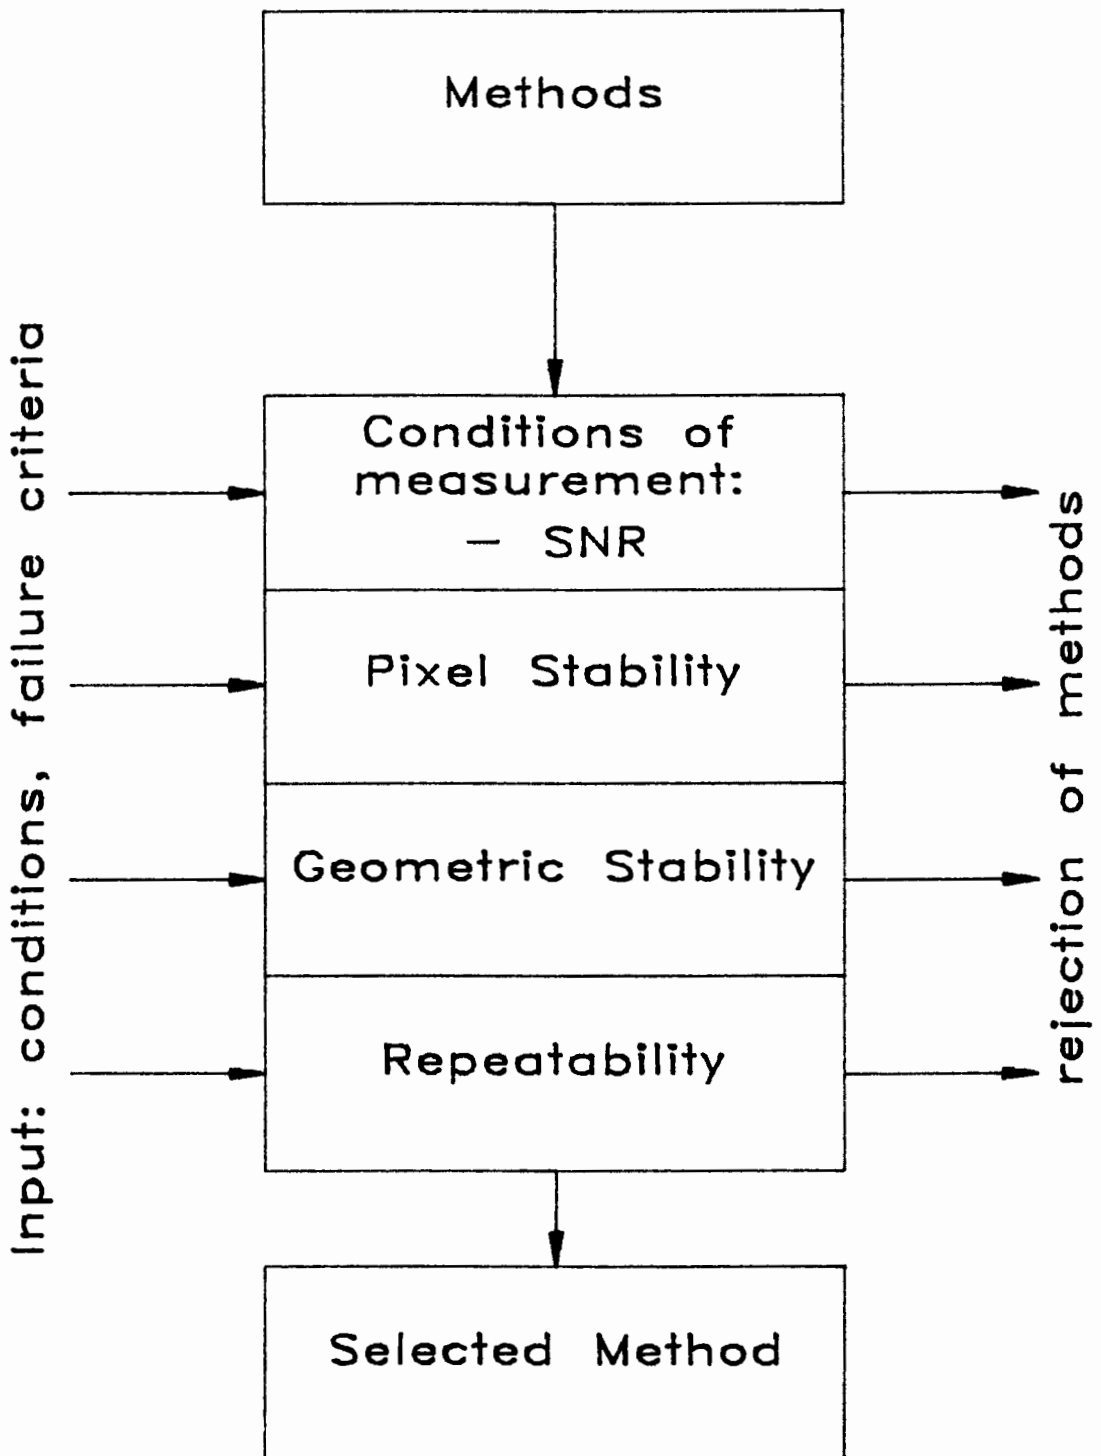 Methods
Input: conditions, failure criteria
Conditions of
measurement:
— SNR
Pixel Stability
Geometric Stability
Repeatability
rejection of methods
Selected Method